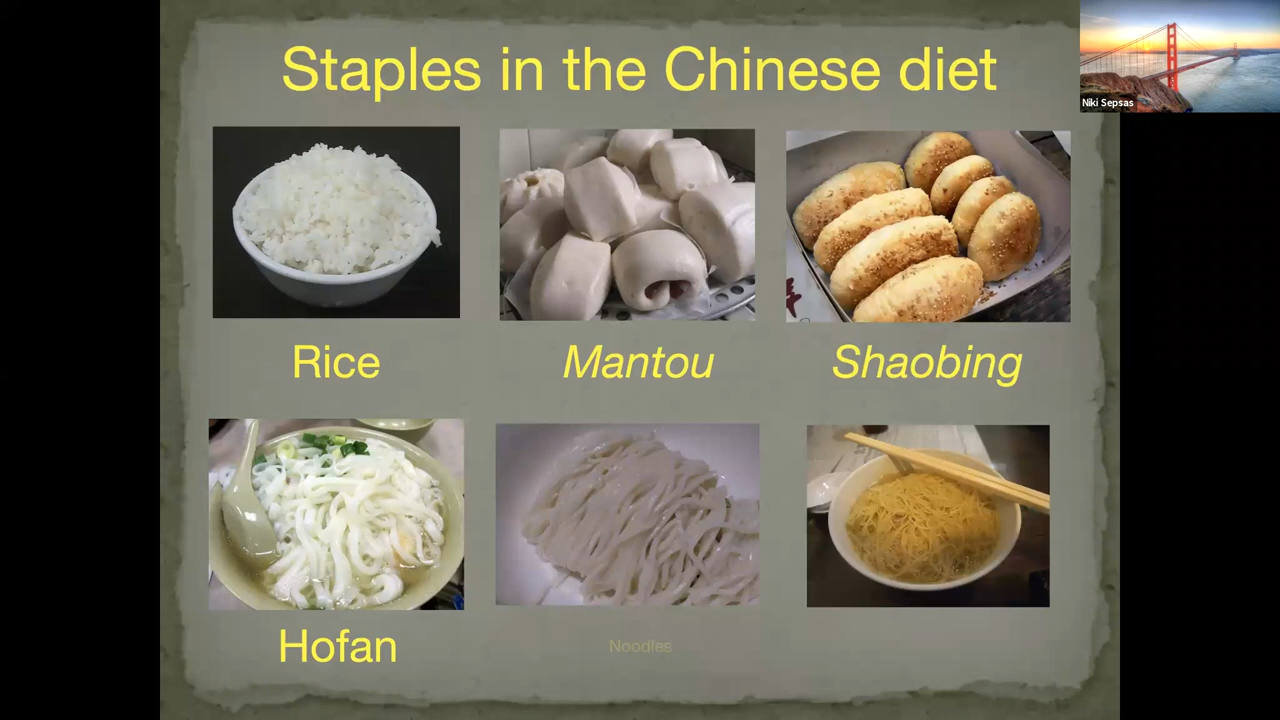 Staples in the Chinese diet
Niki Sepsas
Rice
Mantou
Shaobing
Hofan
Noodles